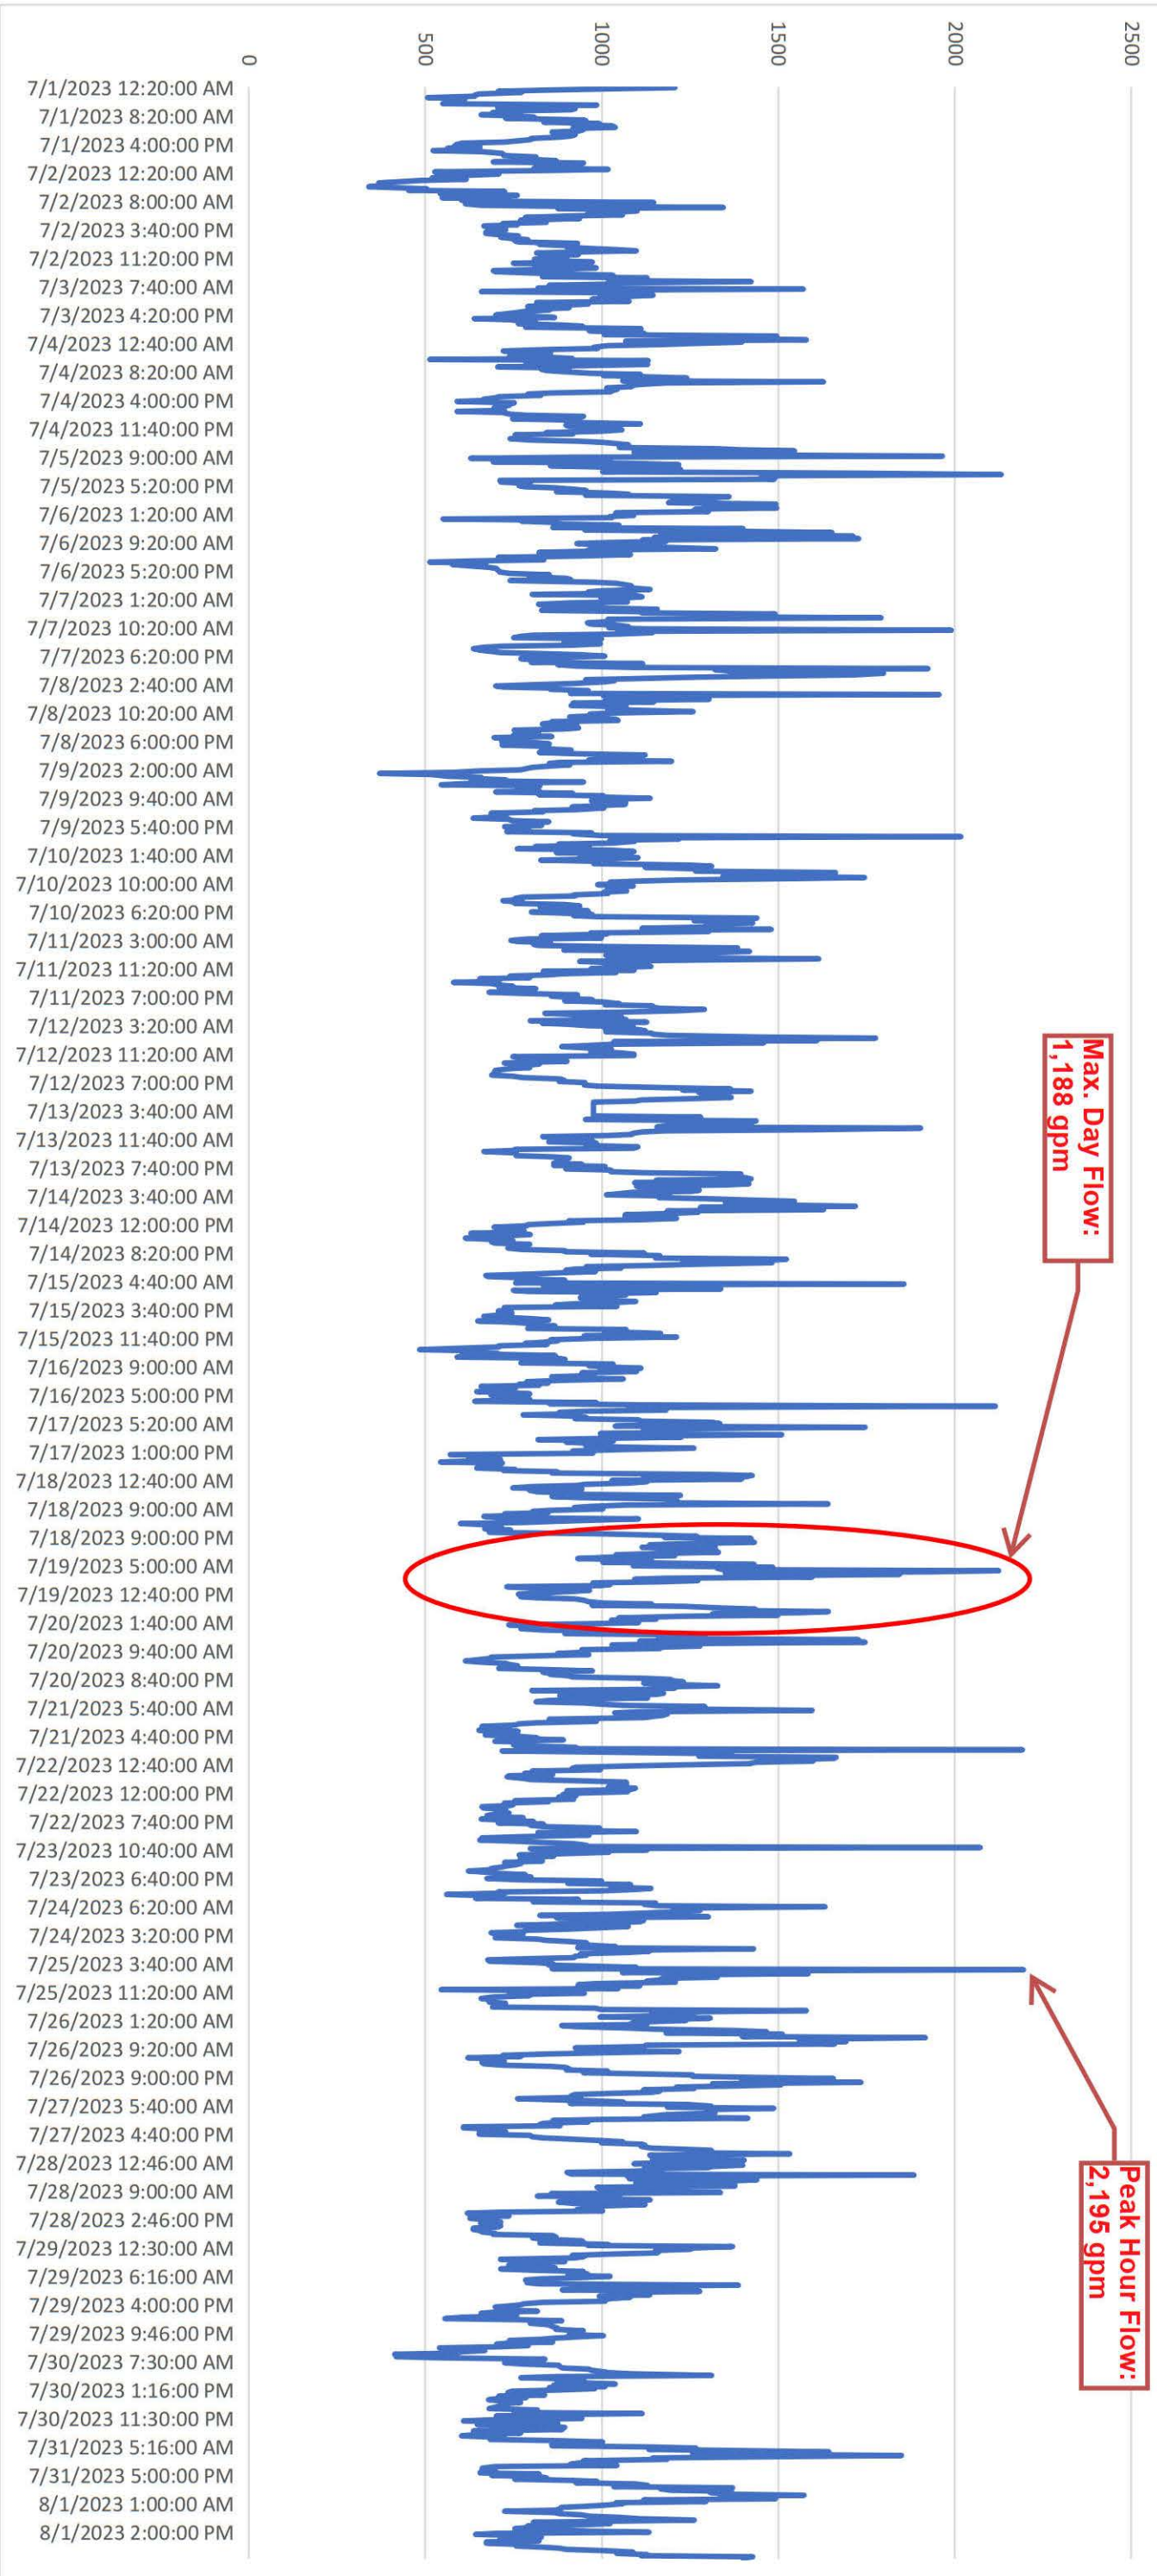 2500
2000
1500
1000
500
0
Max. Day Flow:
1,188 gpm
Peak Hour Flow:
2,195 gpm
7/1/2023 12:20:00 AM
7/1/2023 8:20:00 AM
7/1/2023 4:00:00 PM
7/2/2023 12:20:00 AM
7/2/2023 8:00:00 AM
7/2/2023 3:40:00 PM
7/2/2023 11:20:00 PM
7/3/2023 7:40:00 AM
7/3/2023 4:20:00 PM
7/4/2023 12:40:00 AM
7/4/2023 8:20:00 AM
7/4/2023 4:00:00 PM
7/4/2023 11:40:00 PM
7/5/2023 9:00:00 AM
7/5/2023 5:20:00 PM
7/6/2023 1:20:00 AM
7/6/2023 9:20:00 AM
7/6/2023 5:20:00 PM
7/7/2023 1:20:00 AM
7/7/2023 10:20:00 AM
7/7/2023 6:20:00 PM
7/8/2023 2:40:00 AM
7/8/2023 10:20:00 AM
7/8/2023 6:00:00 PM
7/9/2023 2:00:00 AM
7/9/2023 9:40:00 AM
7/9/2023 5:40:00 PM
7/10/2023 1:40:00 AM
7/10/2023 10:00:00 AM
7/10/2023 6:20:00 PM
7/11/2023 3:00:00 AM
7/11/2023 11:20:00 AM
7/11/2023 7:00:00 PM
7/12/2023 3:20:00 AM
7/12/2023 11:20:00 AM
7/12/2023 7:00:00 PM
7/13/2023 3:40:00 AM
7/13/2023 11:40:00 AM
7/13/2023 7:40:00 PM
7/14/2023 3:40:00 AM
7/14/2023 12:00:00 PM
7/14/2023 8:20:00 PM
7/15/2023 4:40:00 AM
7/15/2023 3:40:00 PM
7/15/2023 11:40:00 PM
7/16/2023 9:00:00 AM
7/16/2023 5:00:00 PM
7/17/2023 5:20:00 AM
7/17/2023 1:00:00 PM
7/18/2023 12:40:00 AM
7/18/2023 9:00:00 AM
7/18/2023 9:00:00 PM
7/19/2023 5:00:00 AM
7/19/2023 12:40:00 PM
7/20/2023 1:40:00 AM
7/20/2023 9:40:00 AM
7/20/2023 8:40:00 PM
7/21/2023 5:40:00 AM
7/21/2023 4:40:00 PM
7/22/2023 12:40:00 AM
7/22/2023 12:00:00 PM
7/22/2023 7:40:00 PM
7/23/2023 10:40:00 AM
7/23/2023 6:40:00 PM
7/24/2023 6:20:00 AM
7/24/2023 3:20:00 PM
7/25/2023 3:40:00 AM
7/25/2023 11:20:00 AM
7/26/2023 1:20:00 AM
7/26/2023 9:20:00 AM
7/26/2023 9:00:00 PM
7/27/2023 5:40:00 AM
7/27/2023 4:40:00 PM
7/28/2023 12:46:00 AM
7/28/2023 9:00:00 AM
7/28/2023 2:46:00 PM
7/29/2023 12:30:00 AM
7/29/2023 6:16:00 AM
7/29/2023 4:00:00 PM
7/29/2023 9:46:00 PM
7/30/2023 7:30:00 AM
7/30/2023 1:16:00 PM
7/30/2023 11:30:00 PM
7/31/2023 5:16:00 AM
7/31/2023 5:00:00 PM
8/1/2023 1:00:00 AM
8/1/2023 2:00:00 PM